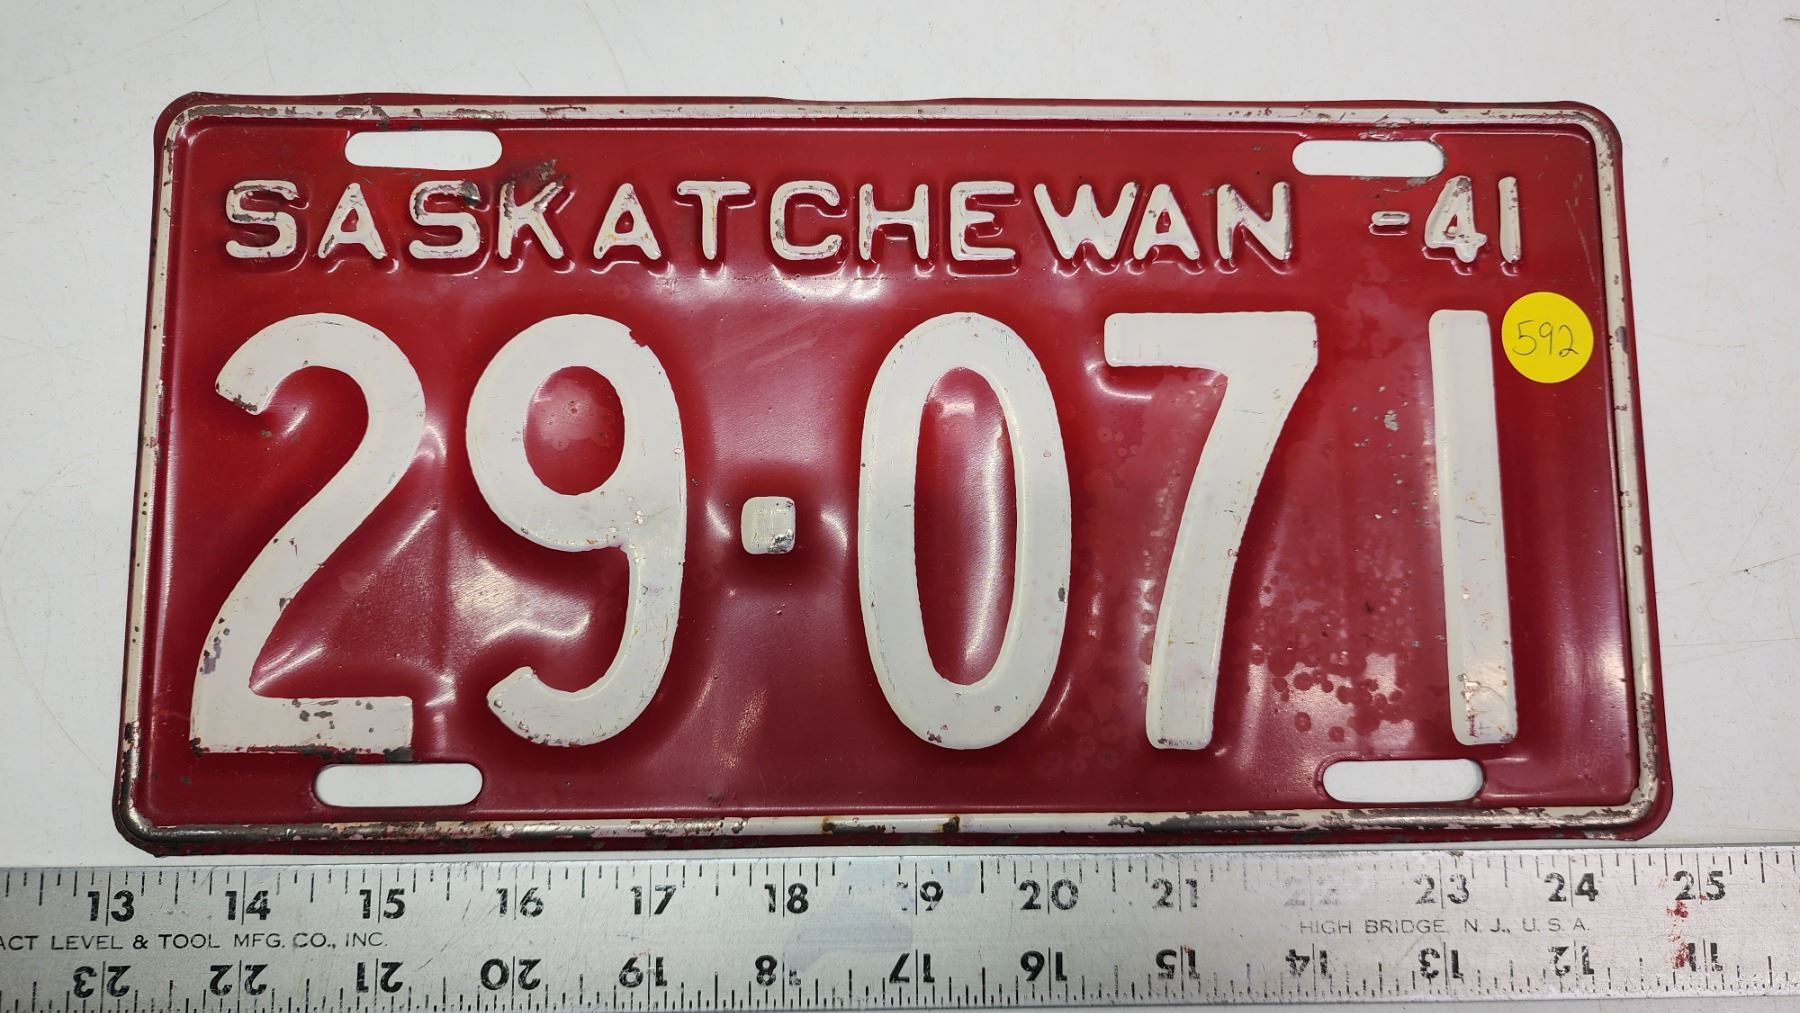 SASKATCHEWAN -41
29-071
592
13 14 15 16 17 18 19 20 21 22 23 24 25
ACT LEVEL & TOOL MFG. CO., INC. HIGH BRIDGE, N. J., U. S. A.
23 22 21 20 19 18 17 16 15 14 13 12 11